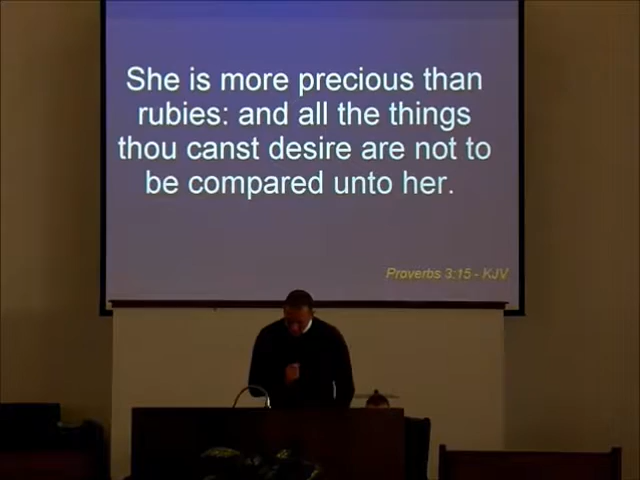 She is more precious than
rubies: and all the things
thou canst desire are not to
be compared unto her.
Proverbs 3:15 - KJV